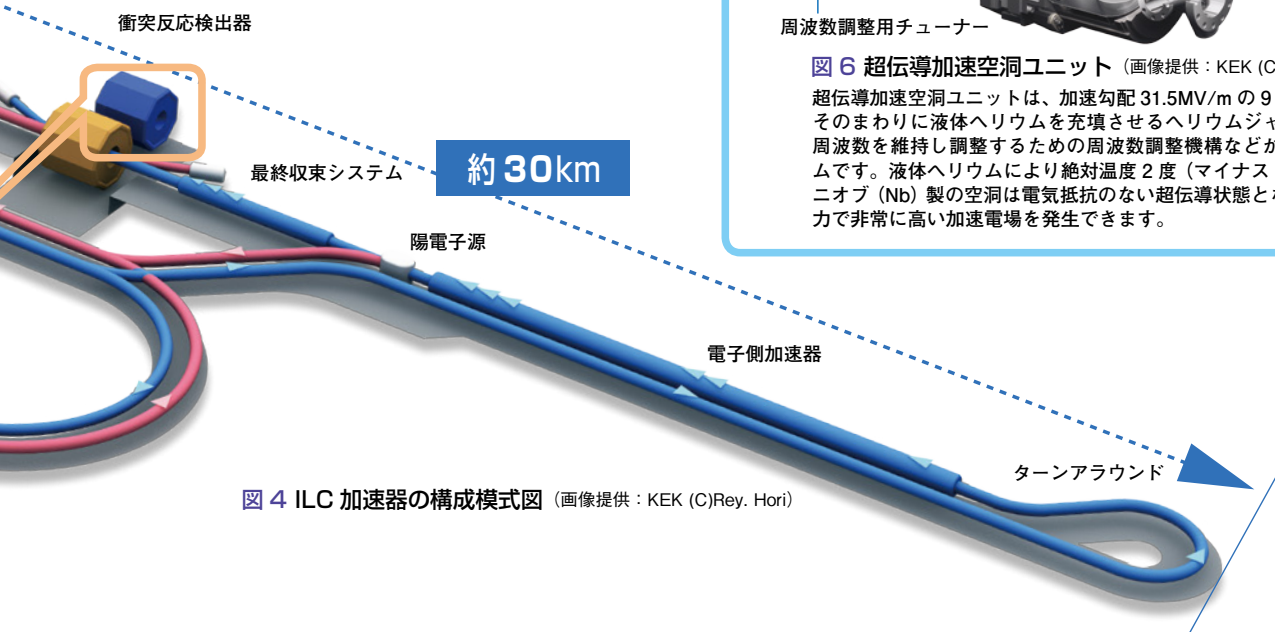 衝突反応検出器
最終収束システム
約30km
陽電子源
電子側加速器
ターンアラウンド
図 4 ILC 加速器の構成模式図（画像提供：KEK (C)Rey. Hori）
周波数調整用チューナー
図 6 超伝導加速空洞ユニット（画像提供：KEK (C
超伝導加速空洞ユニットは、加速勾配 31.5MV/m の 9
そのまわりに液体ヘリウムを充填させるヘリウムジャ
周波数を維持し調整するための周波数調整機構などが
ムです。液体ヘリウムにより絶対温度 2 度（マイナス
ニオブ（Nb）製の空洞は電気抵抗のない超伝導状態と
力で非常に高い加速電場を発生できます。